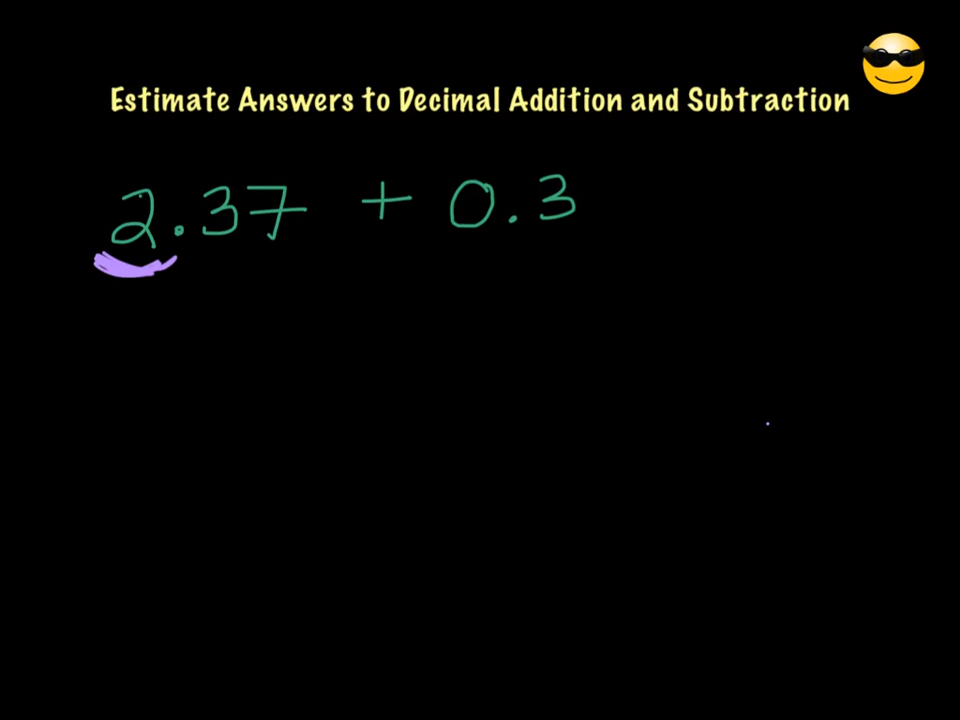 Estimate Answers to Decimal Addition and Subtraction
2.37 + 0.3